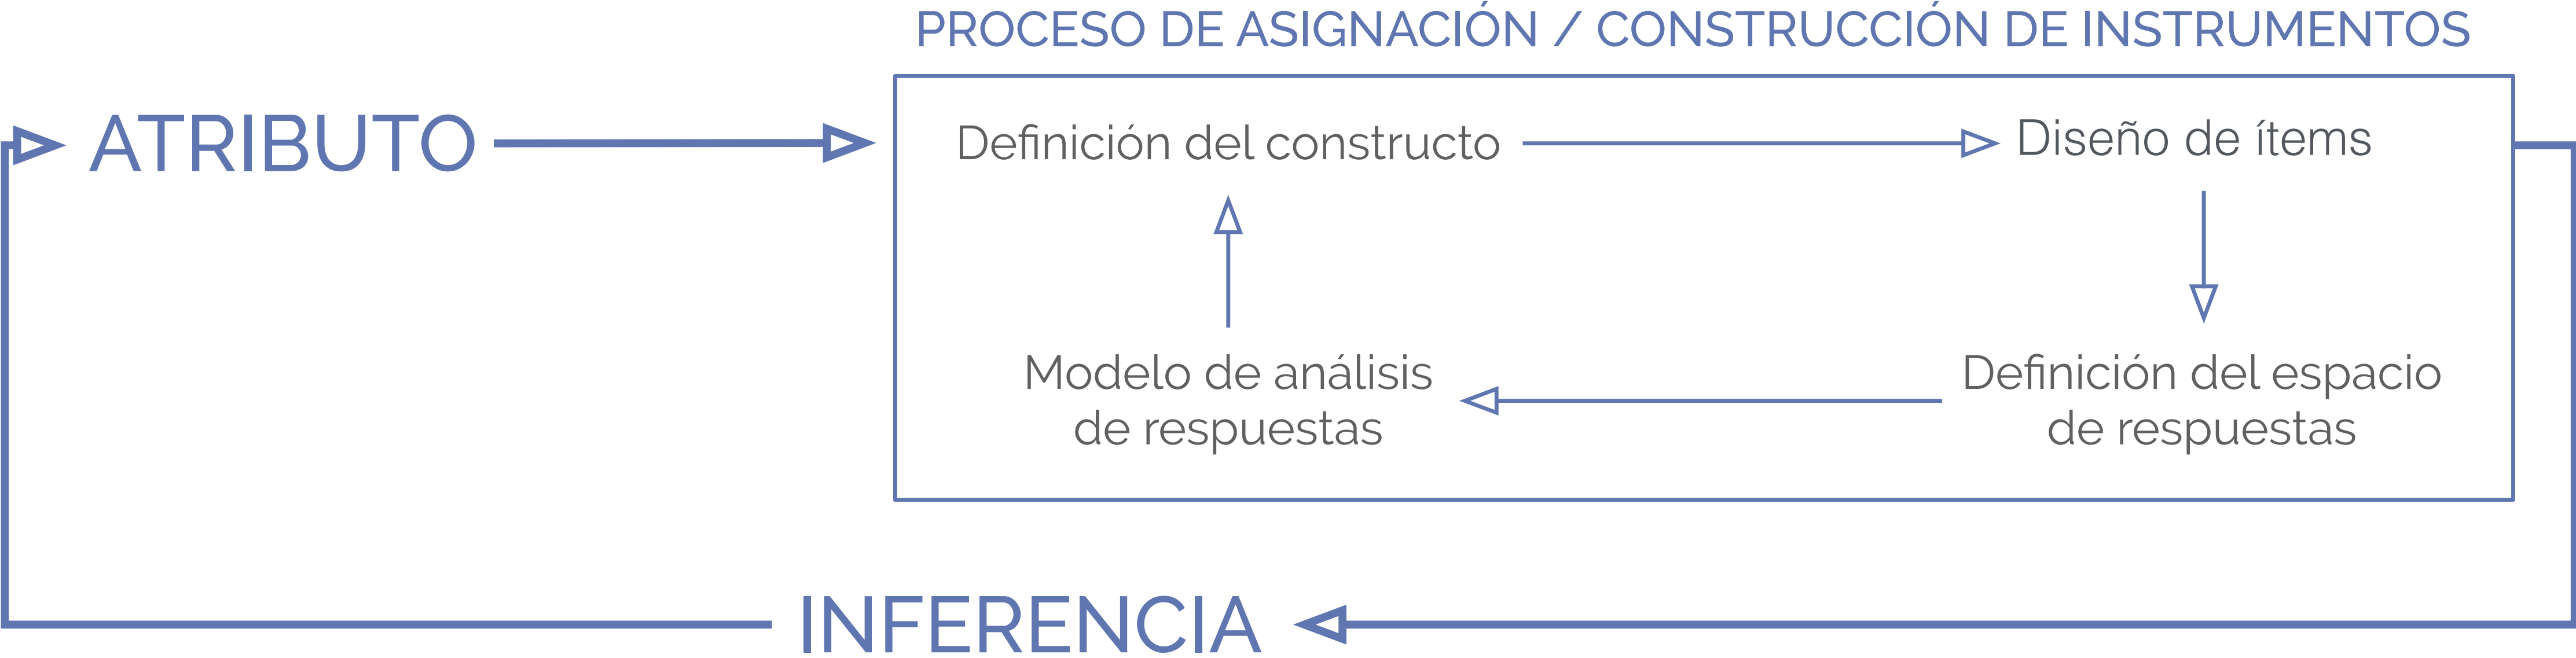 PROCESO DE ASIGNACIÓN / CONSTRUCCIÓN DE INSTRUMENTOS
ATRIBUTO
Definición del constructo
Diseño de ítems
Modelo de análisis
de respuestas
Definición del espacio
de respuestas
INFERENCIA